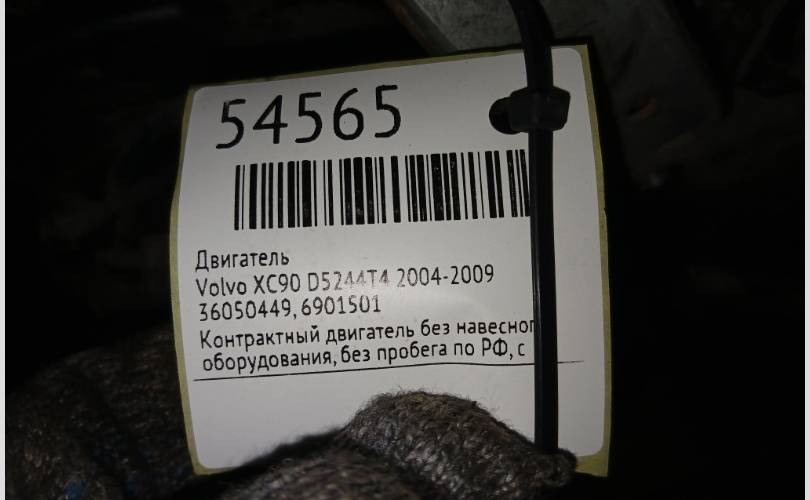 54565
Двигатель
Volvo XC90 D5244T4 2004-2009
36050449, 6901501
Контрактный двигатель без навесног
оборудования, без пробега по РФ, с